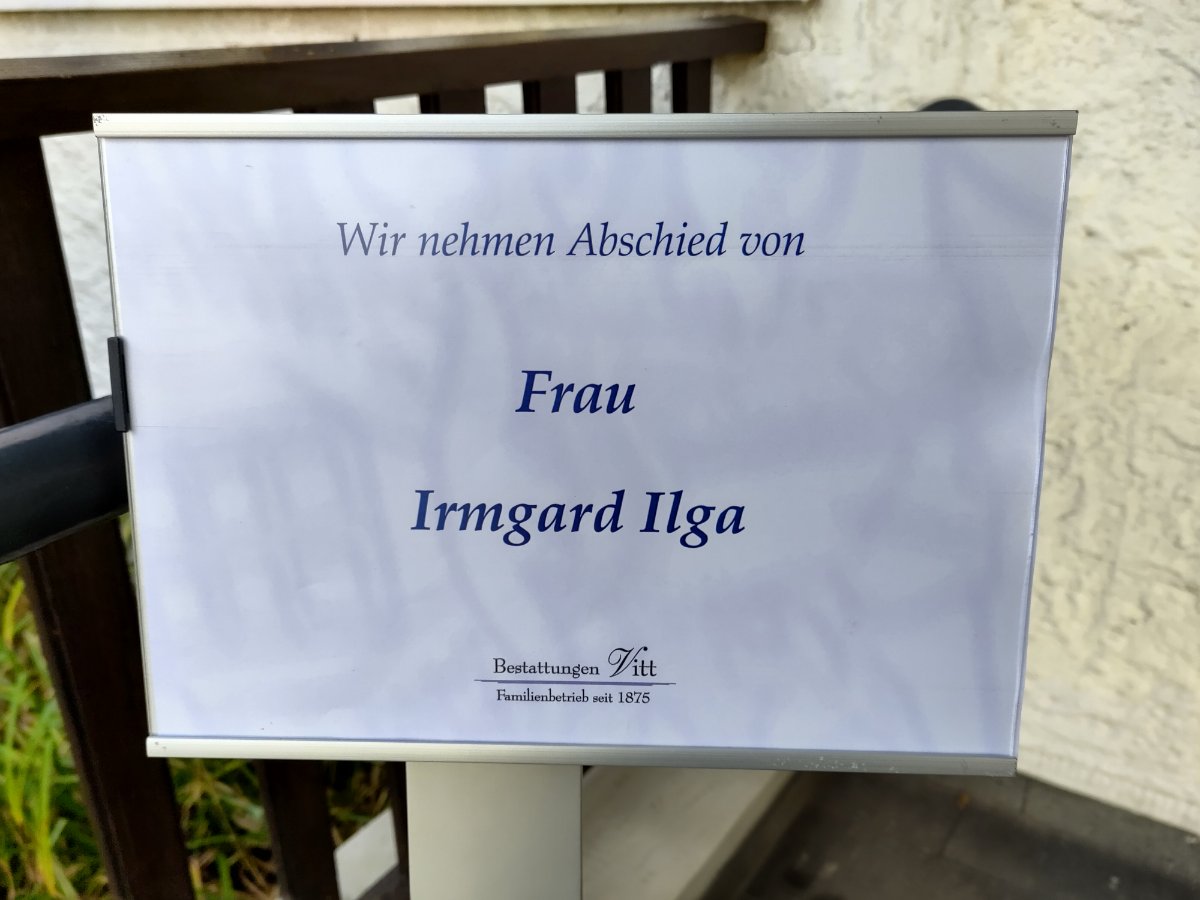 Wir nehmen Abschied von
Frau
Irmgard Ilga
Bestattungen Vitt
Familienbetrieb seit 1875